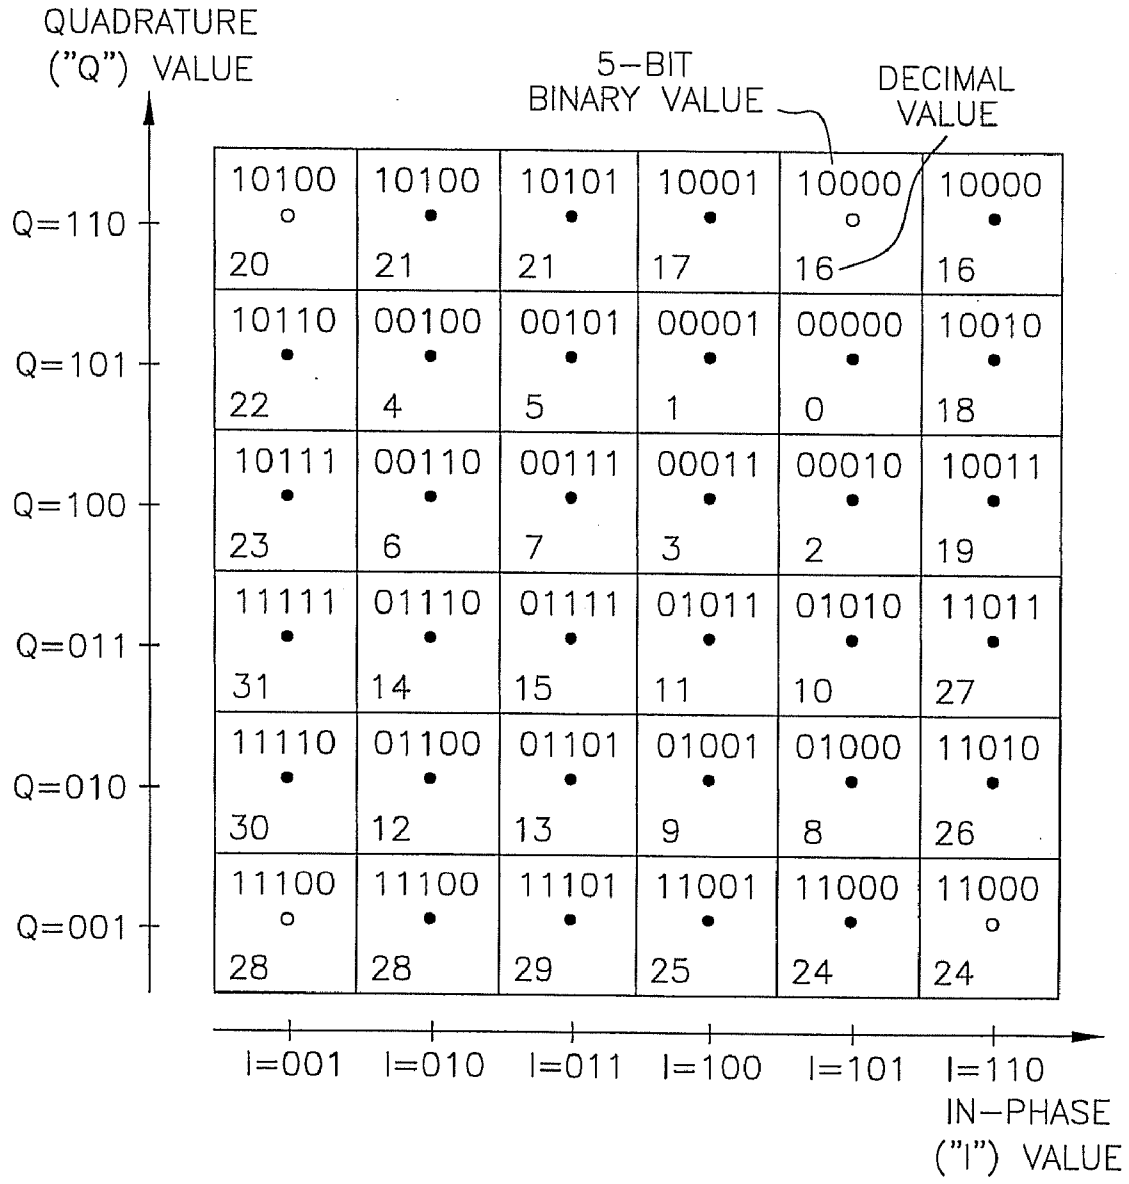 QUADRATURE
("Q") VALUE
5-BIT
BINARY VALUE
DECIMAL
VALUE
10100 10100 10101 10001 10000 10000
Q=110
20 21 21 17 16 16
10110 00100 00101 00001 00000 10010
Q=101
22 4 5 1 0 18
10111 00110 00111 00011 00010 10011
Q=100
23 6 7 3 2 19
11111 01110 01111 01011 01010 11011
Q=011
31 14 15 11 10 27
11110 01100 01101 01001 01000 11010
Q=010
30 12 13 9 8 26
11100 11100 11101 11001 11000 11000
Q=001
28 28 29 25 24 24
I=001 I=010 I=011 I=100 I=101 I=110
IN-PHASE
("I") VALUE